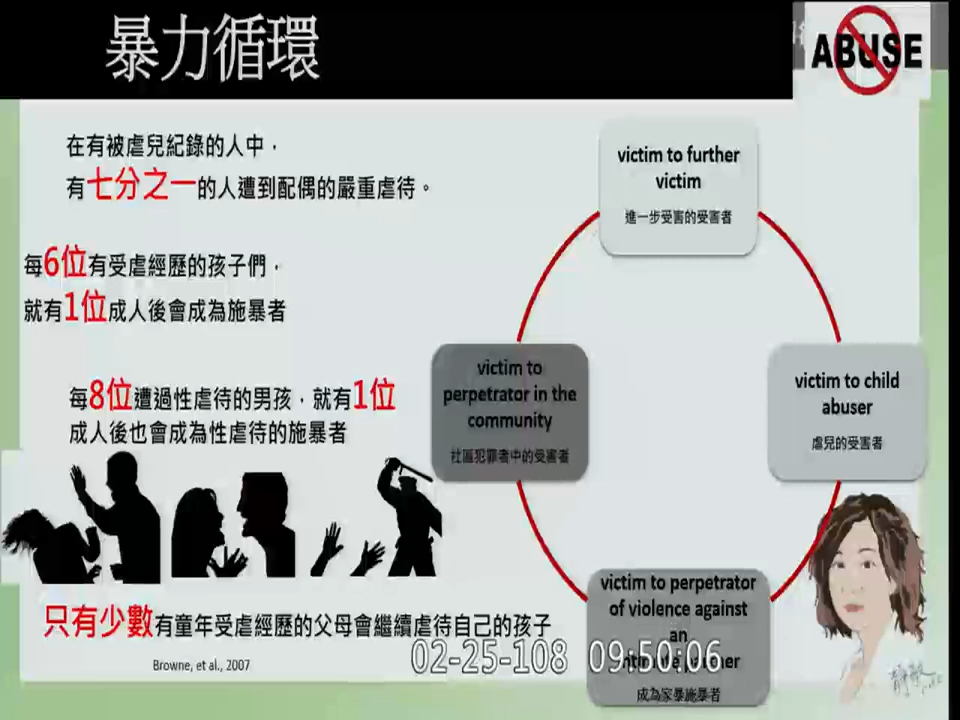 暴力循環
ABUSE
在有被虐兒紀錄的人中，
有七分之一的人遭到配偶的嚴重虐待。
每6位有受虐經歷的孩子們，
就有1位成人後會成為施暴者
每8位遭過性虐待的男孩，就有1位
成人後也會成為性虐待的施暴者
只有少數有童年受虐經歷的父母會繼續虐待自己的孩子
Browne, et al., 2007
victim to further
victim
進一步受害的受害者
victim to child
abuser
虐兒的受害者
victim to perpetrator
of violence against
an
intimate partner
成為家暴施暴者
victim to
perpetrator in the
community
社區犯罪者中的受害者
02-25-108 09:50:06